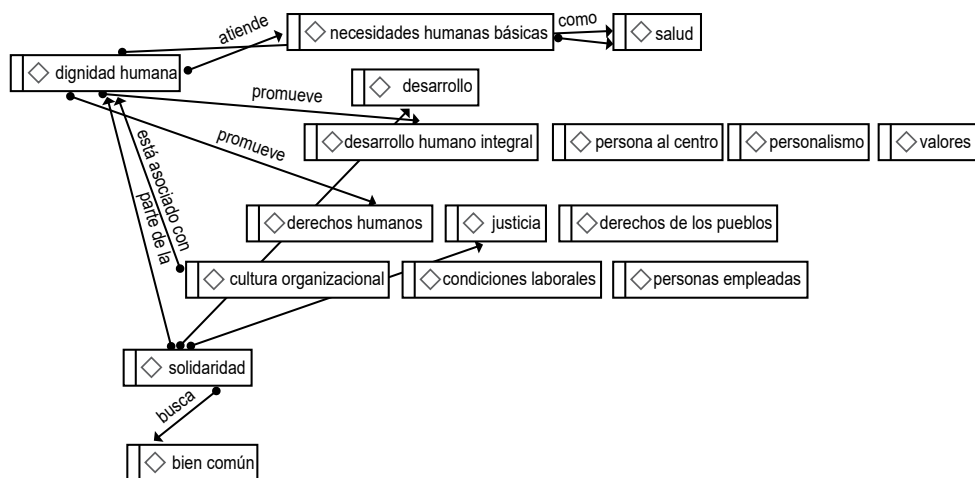 como
atiende
necesidades humanas básicas
salud
dignidad humana
promueve
desarrollo
promueve
desarrollo humano integral
persona al centro
personalismo
valores
está asociado con
parte de la
derechos humanos
justicia
derechos de los pueblos
cultura organizacional
condiciones laborales
personas empleadas
solidaridad
busca
bien común